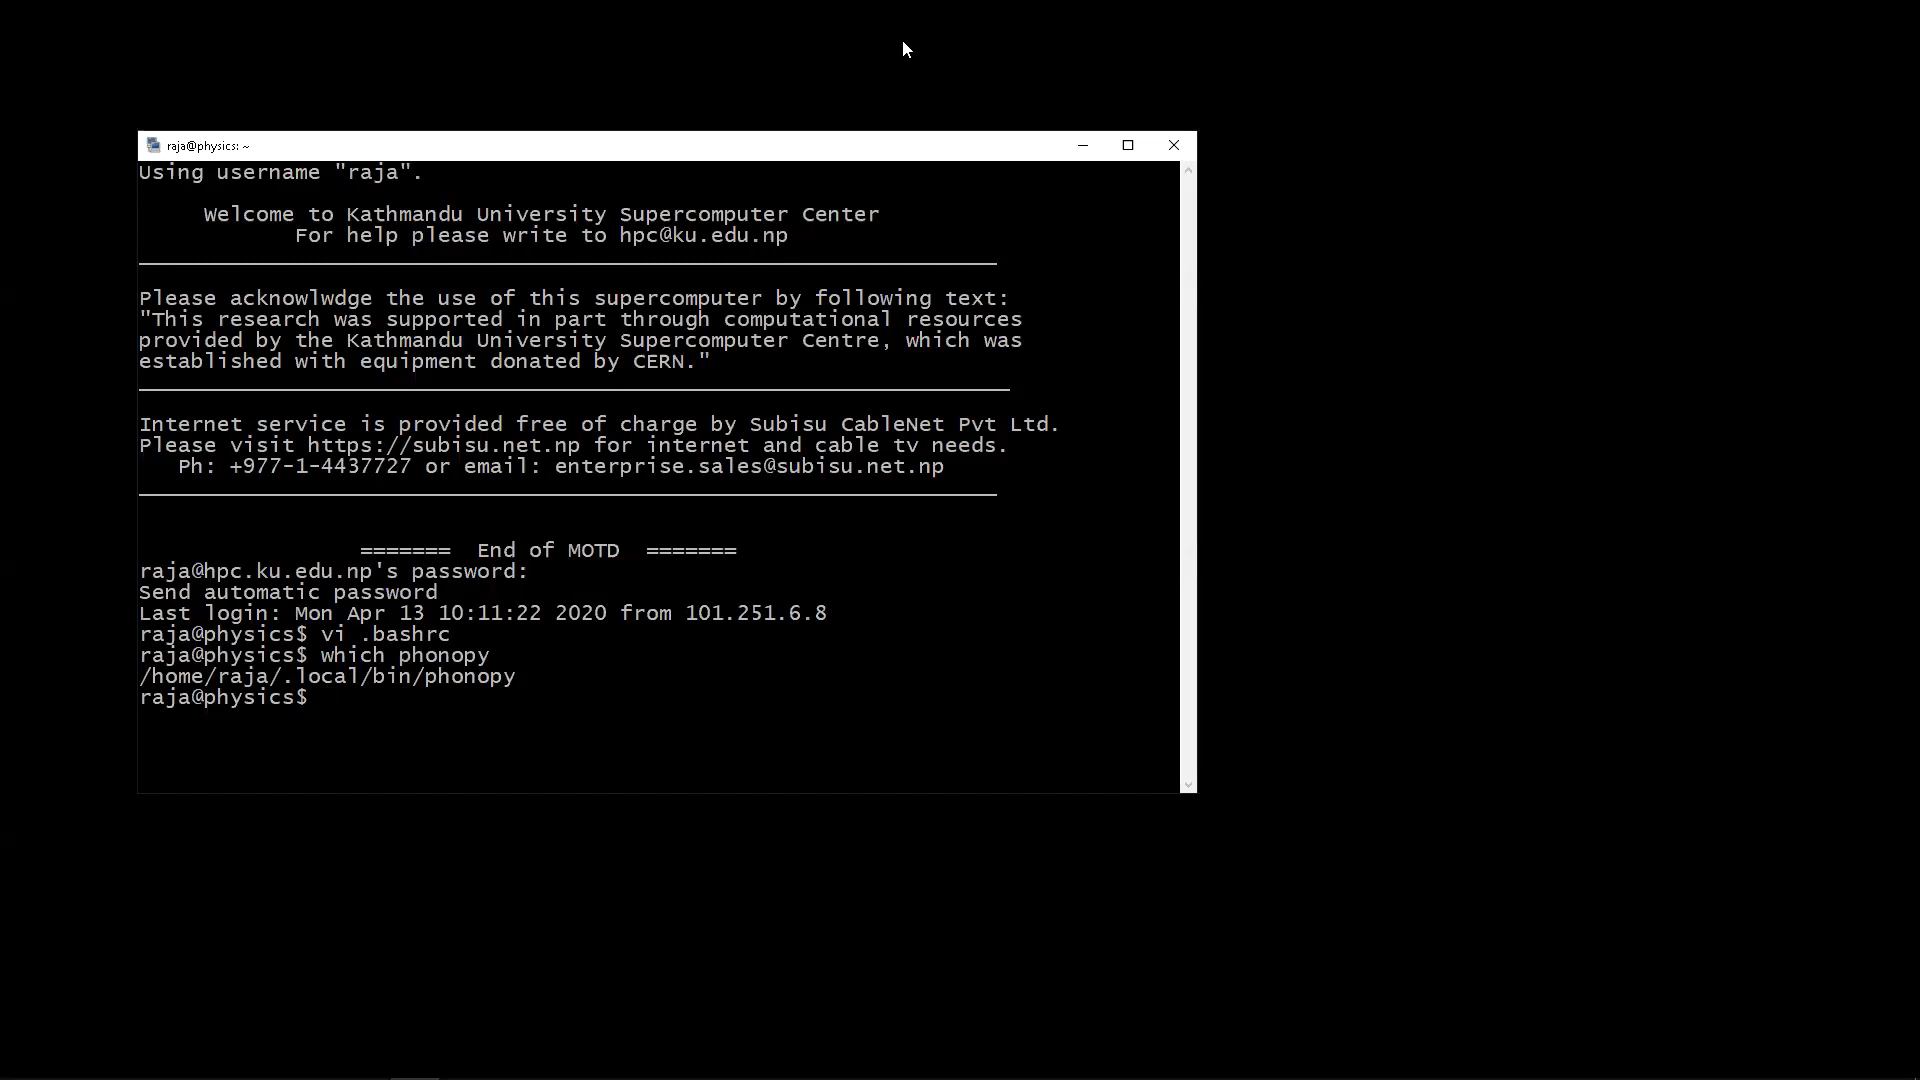 raja@physics: ~
Using username "raja".
Welcome to Kathmandu University Supercomputer Center
For help please write to hpc@ku.edu.np
Please acknowlwdge the use of this supercomputer by following text:
"This research was supported in part through computational resources
provided by the Kathmandu University Supercomputer Centre, which was
established with equipment donated by CERN."
Internet service is provided free of charge by Subisu CableNet Pvt Ltd.
Please visit https://subisu.net.np for internet and cable tv needs.
Ph: +977-1-4437727 or email: enterprise.sales@subisu.net.np
======= End of MOTD =======
raja@hpc.ku.edu.np's password:
Send automatic password
Last login: Mon Apr 13 10:11:22 2020 from 101.251.6.8
raja@physics$ vi .bashrc
raja@physics$ which phonopy
/home/raja/.local/bin/phonopy
raja@physics$